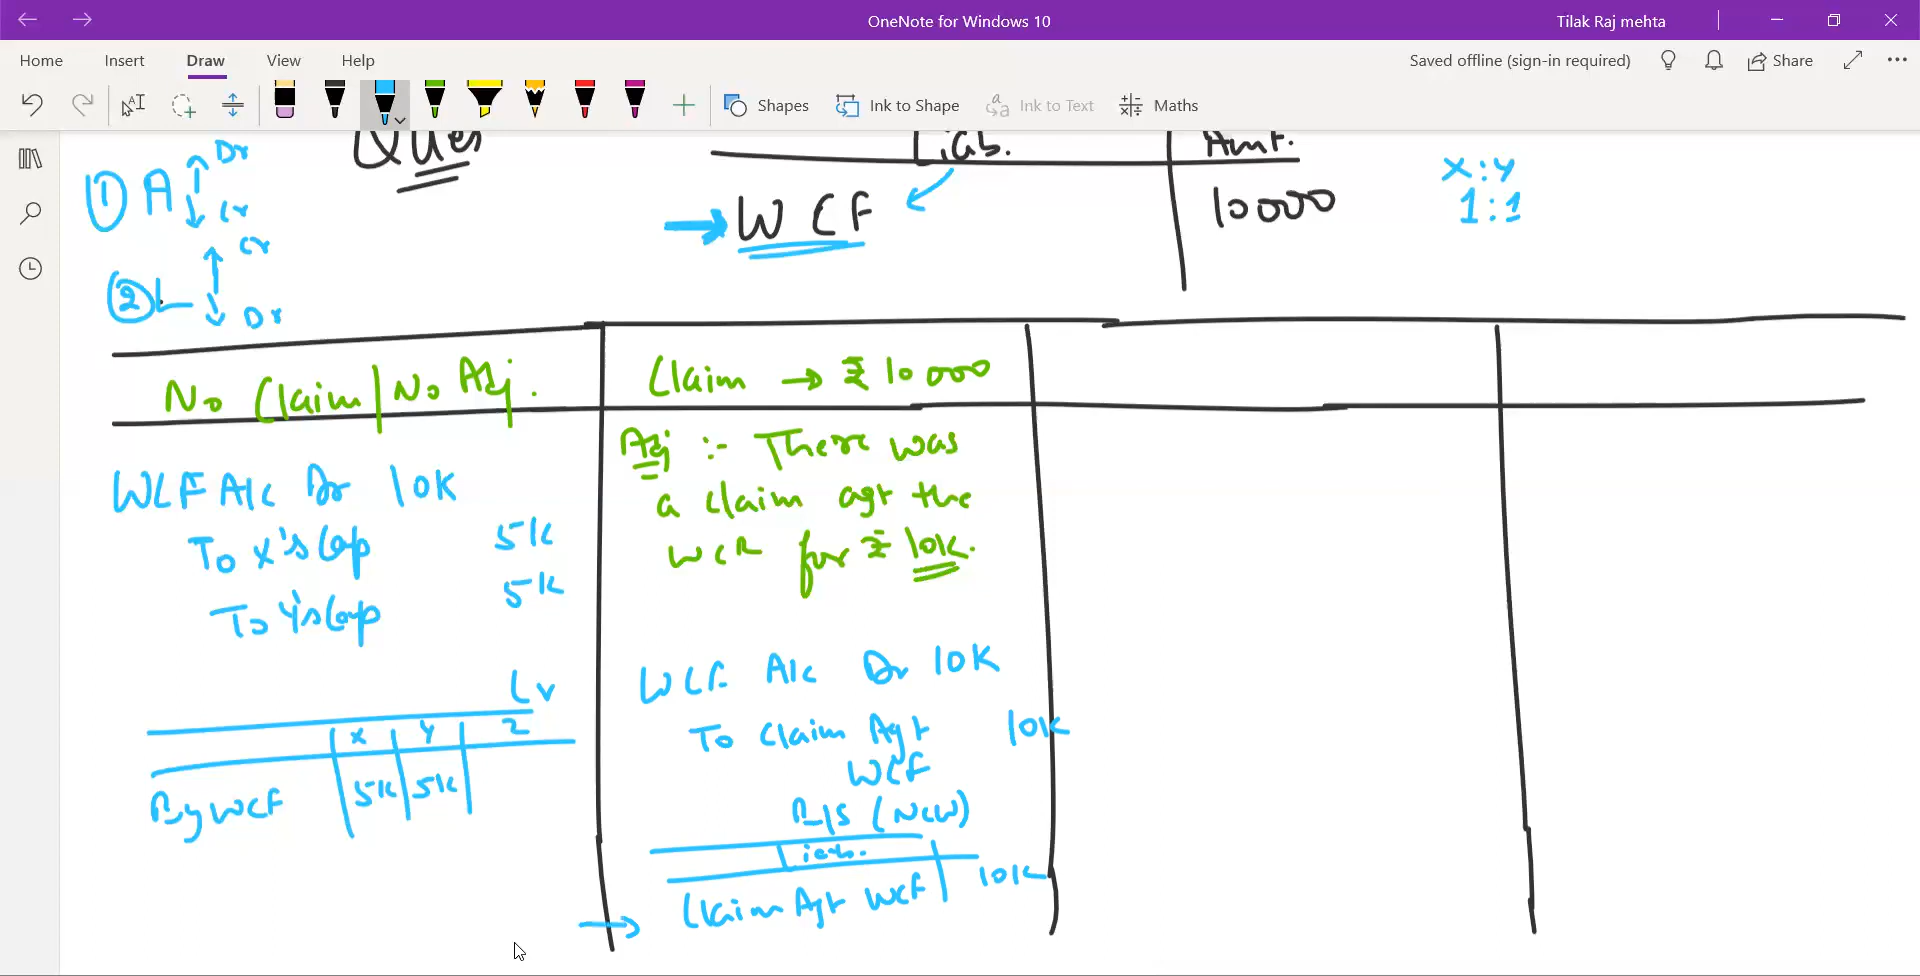 OneNote for Windows 10
Tilak Raj mehta
Home Insert Draw View Help
Saved offline (sign-in required) Share
Shapes Ink to Shape Ink to Text Maths
Ques
Liab. Amt.
① A Dr
Cr
WCF 10000
X:Y
1:1
② L Cr
Dr
No Claim | No Adj.
Claim → ₹ 10000
WCF A/c Dr 10K
To X's Cap 5K
To Y's Cap 5K
Cr
X Y Z
By WCF 5K 5K
Adj :- There was
a claim agt the
WCR for ₹ 10K.
WCF A/c Dr 10K
To Claim Agt 10K
WCF
B/S (New)
Liab.
Claim Agt WCF 10K